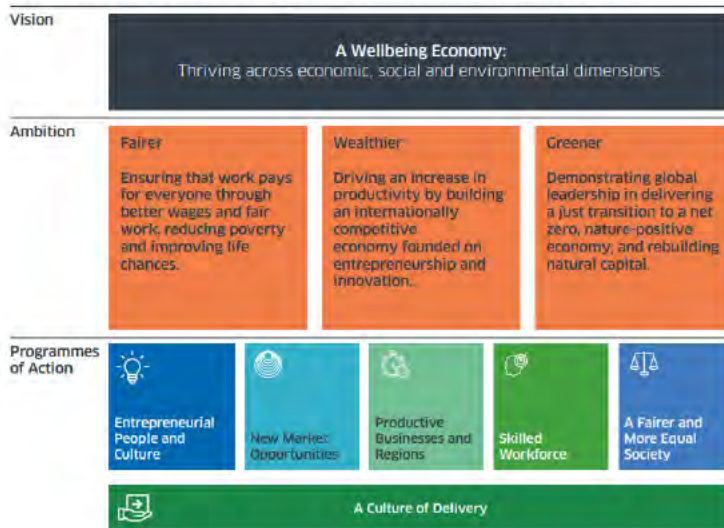 Vision
A Wellbeing Economy:
Thriving across economic, social and environmental dimensions
Ambition
Fairer
Ensuring that work pays
for everyone through
better wages and fair
work, reducing poverty
and improving life
chances.
Wealthier
Driving an increase in
productivity by building
an internationally
competitive
economy founded on
entrepreneurship and
innovation.
Greener
Demonstrating global
leadership in delivering
a just transition to a net
zero, nature-positive
economy, and rebuilding
natural capital.
Programmes
of Action
Entrepreneurial
People and
Culture
New Market
Opportunities
Productive
Businesses and
Regions
Skilled
Workforce
A Fairer and
More Equal
Society
A Culture of Delivery